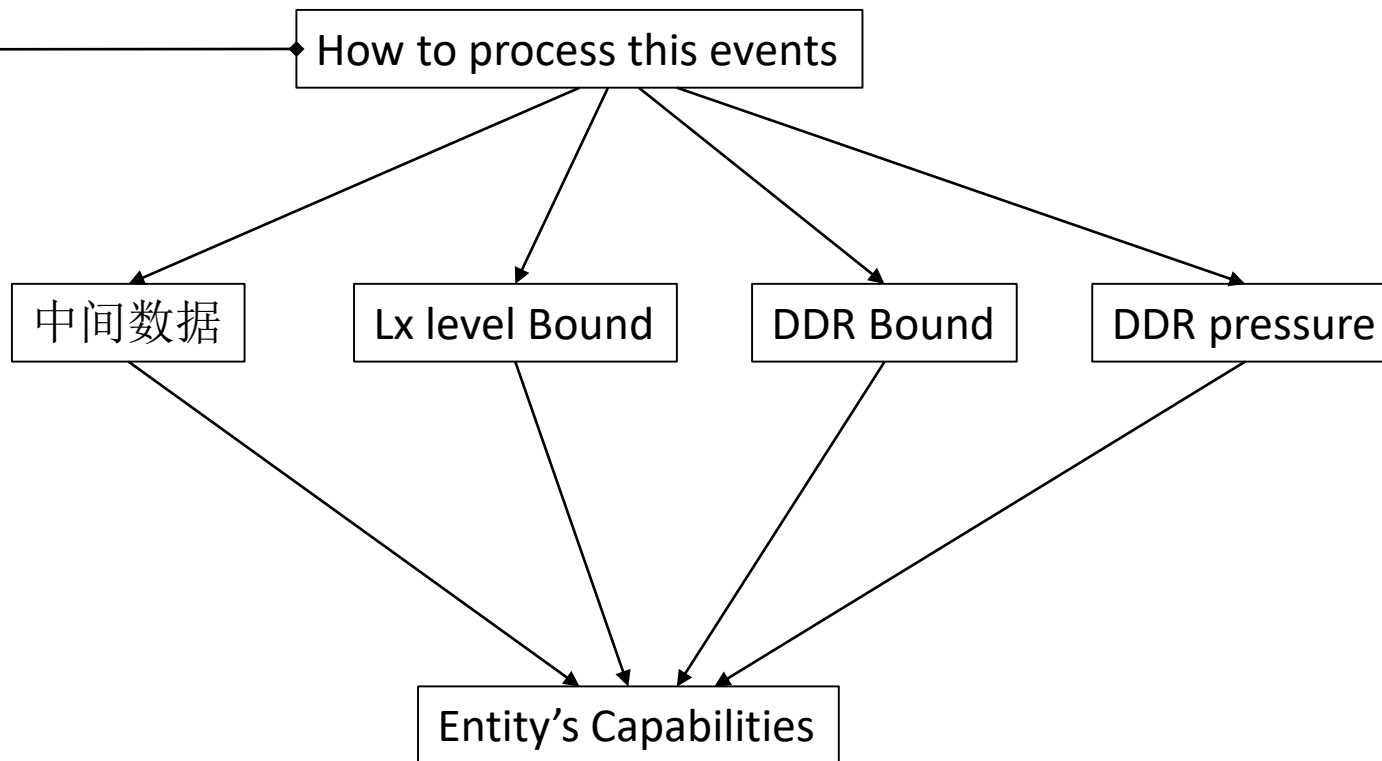 How to process this events
中间数据
Lx level Bound
DDR Bound
DDR pressure
Entity’s Capabilities